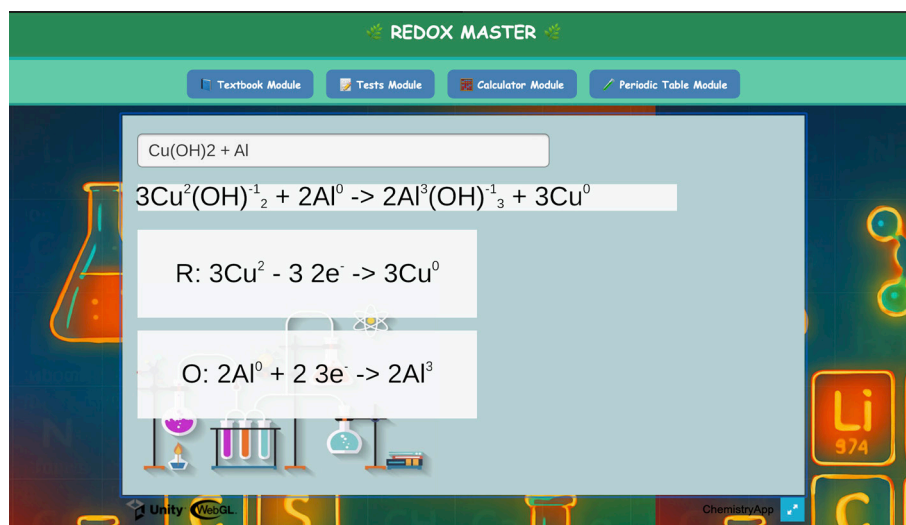 🌿 REDOX MASTER 🌿
📘 Textbook Module 📝 Tests Module 🧮 Calculator Module 🧪 Periodic Table Module
Cu(OH)2 + Al
3Cu²(OH)⁻¹₂ + 2Al⁰ -> 2Al³(OH)⁻¹₃ + 3Cu⁰
R: 3Cu² - 3 2e⁻ -> 3Cu⁰
O: 2Al⁰ + 2 3e⁻ -> 2Al³
Li
974
N
C
S
C
Unity WebGL
ChemistryApp